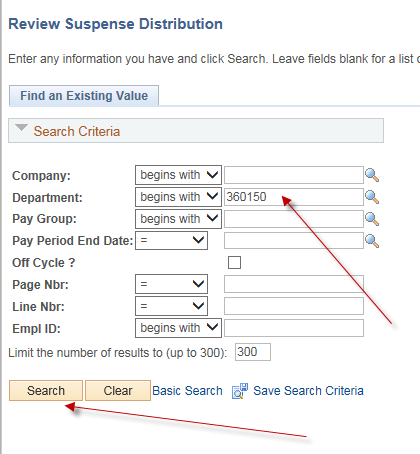 Review Suspense Distribution
Enter any information you have and click Search. Leave fields blank for a list
Find an Existing Value
Search Criteria
Company: begins with
Department: begins with 360150
Pay Group: begins with
Pay Period End Date: =
Off Cycle ?
Page Nbr: =
Line Nbr: =
Empl ID: begins with
Limit the number of results to (up to 300): 300
Search Clear Basic Search Save Search Criteria